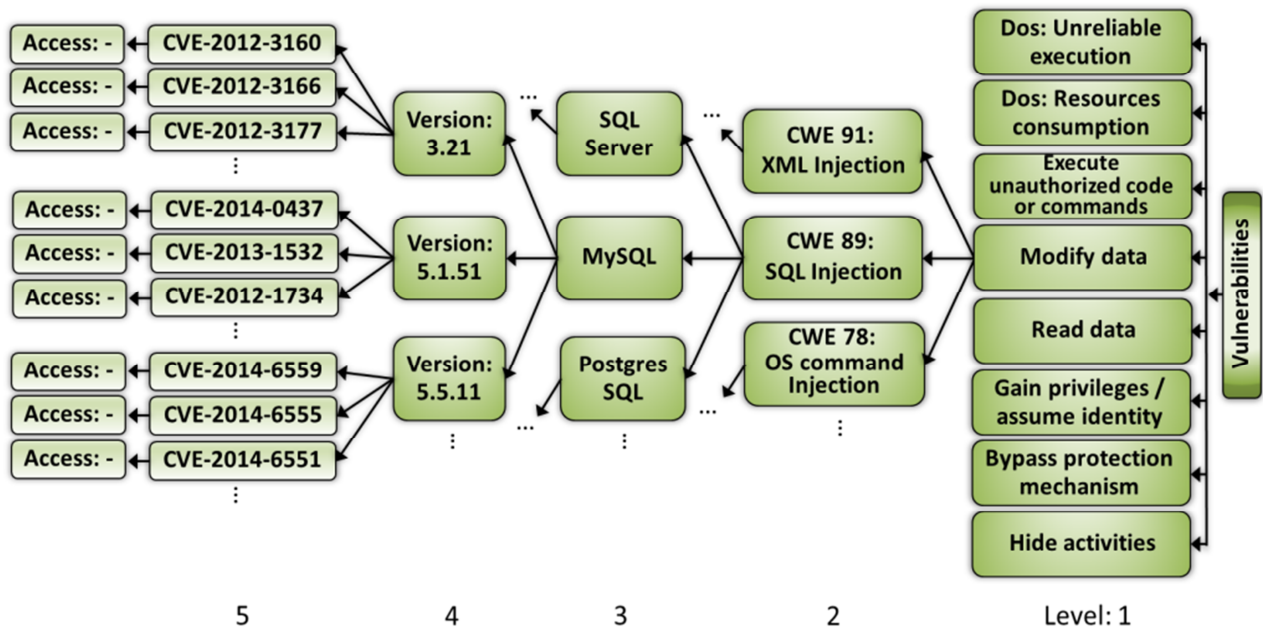 Access: -
CVE-2012-3160
Access: -
CVE-2012-3166
Access: -
CVE-2012-3177
⋮
Access: -
CVE-2014-0437
Access: -
CVE-2013-1532
Access: -
CVE-2012-1734
⋮
Access: -
CVE-2014-6559
Access: -
CVE-2014-6555
Access: -
CVE-2014-6551
⋮
Version:
3.21
Version:
5.1.51
Version:
5.5.11
⋮
...
SQL
Server
MySQL
Postgres
SQL
...
⋮
...
CWE 91:
XML Injection
CWE 89:
SQL Injection
CWE 78:
OS command
Injection
...
⋮
Dos: Unreliable
execution
Dos: Resources
consumption
Execute
unauthorized code
or commands
Modify data
Read data
Gain privileges /
assume identity
Bypass protection
mechanism
Hide activities
Vulnerabilities
5
4
3
2
Level: 1